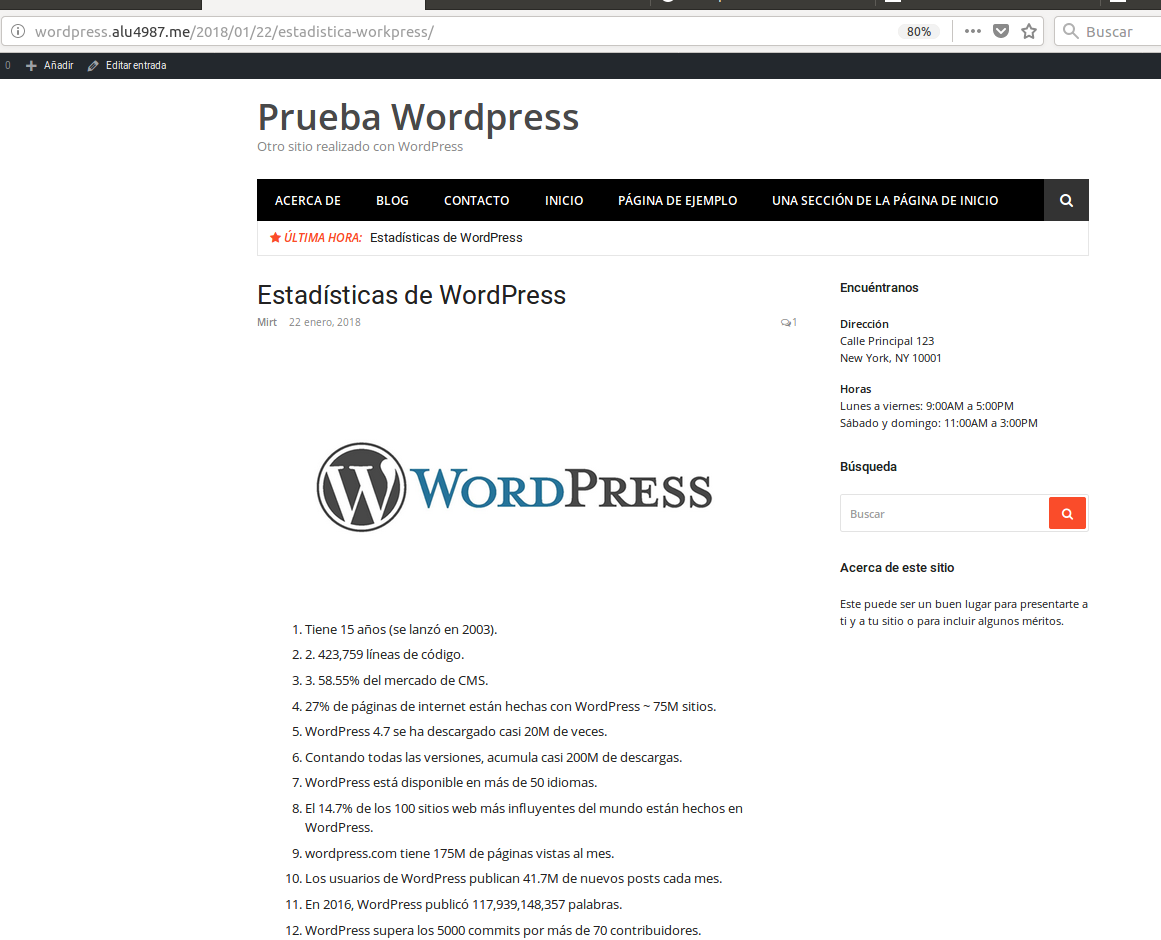 wordpress.alu4987.me/2018/01/22/estadistica-workpress/
80%
Buscar
0 Añadir Editar entrada
Prueba Wordpress
Otro sitio realizado con WordPress
ACERCA DE BLOG CONTACTO INICIO PÁGINA DE EJEMPLO UNA SECCIÓN DE LA PÁGINA DE INICIO
ÚLTIMA HORA: Estadísticas de WordPress
Estadísticas de WordPress
Mirt 22 enero, 2018 1
WORDPRESS
1. Tiene 15 años (se lanzó en 2003).
2. 2. 423,759 líneas de código.
3. 3. 58.55% del mercado de CMS.
4. 27% de páginas de internet están hechas con WordPress ~ 75M sitios.
5. WordPress 4.7 se ha descargado casi 20M de veces.
6. Contando todas las versiones, acumula casi 200M de descargas.
7. WordPress está disponible en más de 50 idiomas.
8. El 14.7% de los 100 sitios web más influyentes del mundo están hechos en
WordPress.
9. wordpress.com tiene 175M de páginas vistas al mes.
10. Los usuarios de WordPress publican 41.7M de nuevos posts cada mes.
11. En 2016, WordPress publicó 117,939,148,357 palabras.
12. WordPress supera los 5000 commits por más de 70 contribuidores.
Encuéntranos
Dirección
Calle Principal 123
New York, NY 10001
Horas
Lunes a viernes: 9:00AM a 5:00PM
Sábado y domingo: 11:00AM a 3:00PM
Búsqueda
Buscar
Acerca de este sitio
Este puede ser un buen lugar para presentarte a
ti y a tu sitio o para incluir algunos méritos.